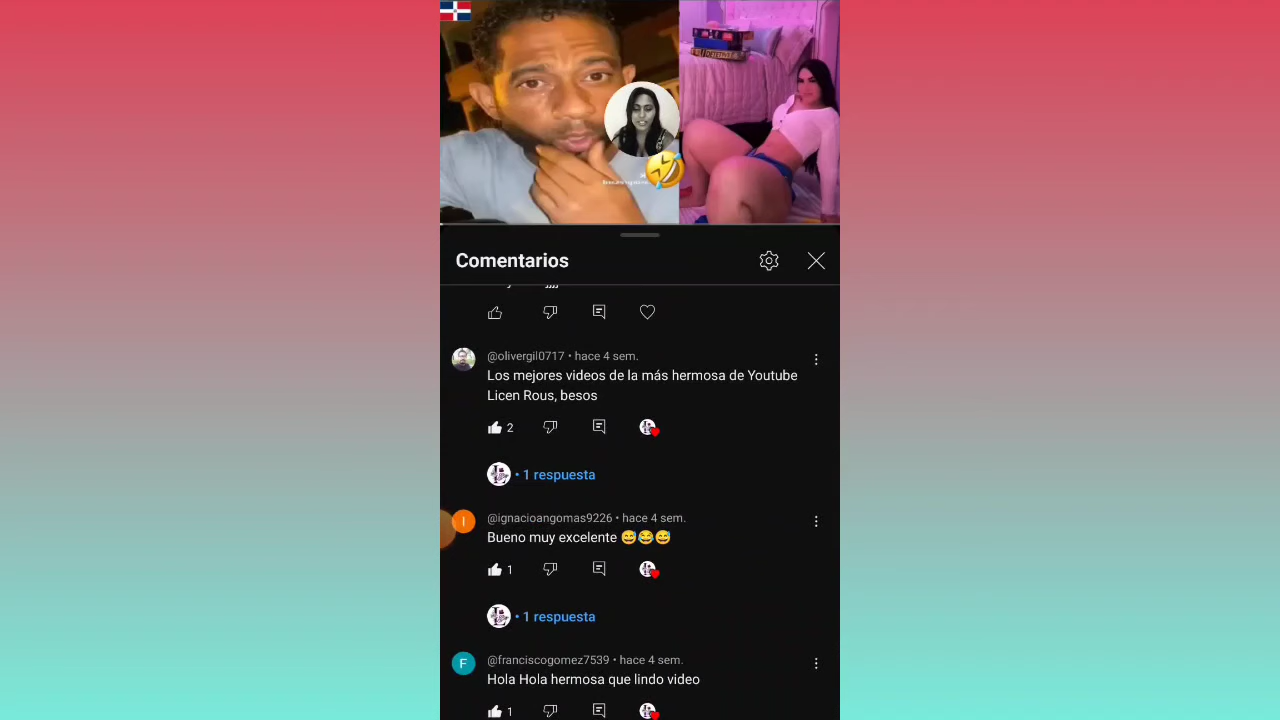 Comentarios
@olivergil0717 • hace 4 sem.
Los mejores videos de la más hermosa de Youtube
Licen Rous, besos
2
• 1 respuesta
I
@ignacioangomas9226 • hace 4 sem.
Bueno muy excelente 😅😂😅
1
• 1 respuesta
F
@franciscogomez7539 • hace 4 sem.
Hola Hola hermosa que lindo video
1